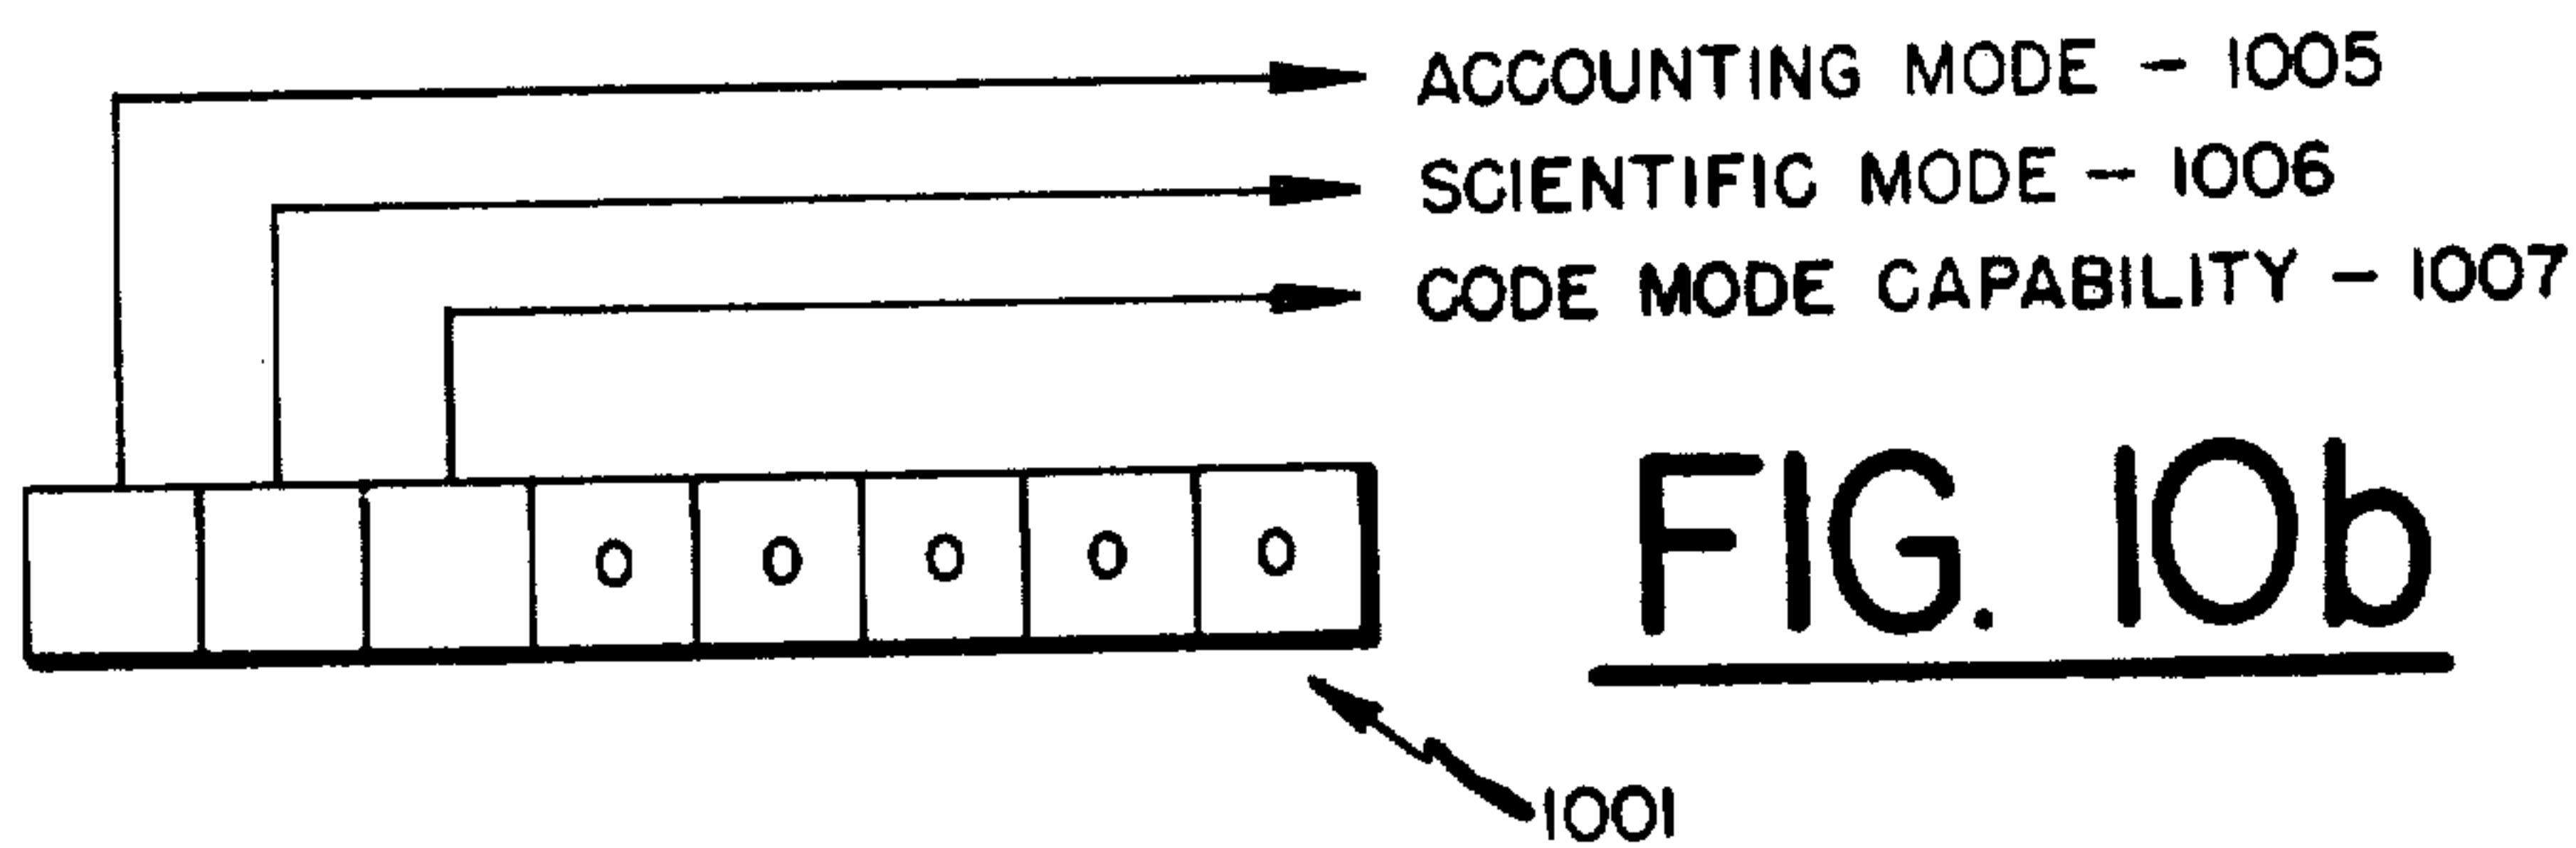 ACCOUNTING MODE - 1005
SCIENTIFIC MODE - 1006
CODE MODE CAPABILITY - 1007
0 0 0 0 0
FIG. 10b
1001